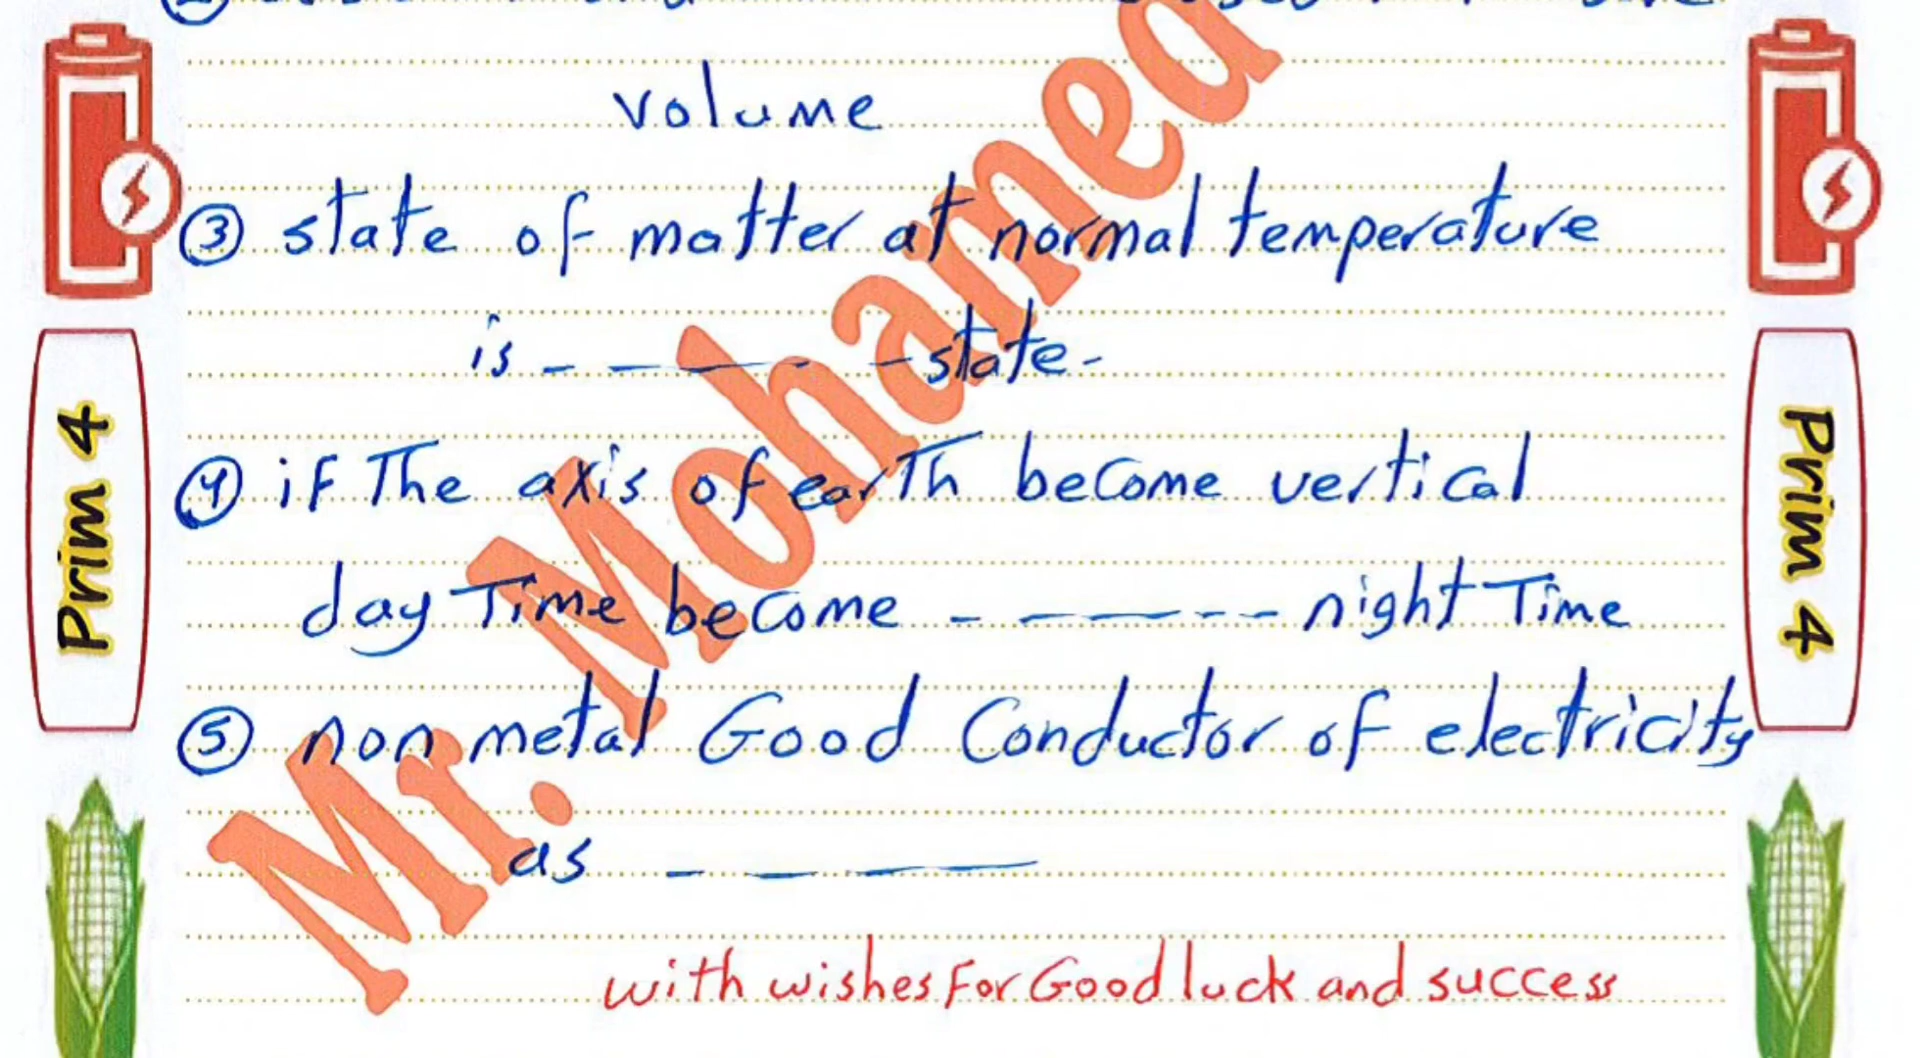 volume
③ state of matter at normal temperature
is - ---- - state-
④ if The axis of earTh become vertical
day Time become - ------ night Time
⑤ non metal Good Conductor of electricity
as - - ---
with wishes For Good luck and success
Prim 4
Prim 4
Mr. Mohamed